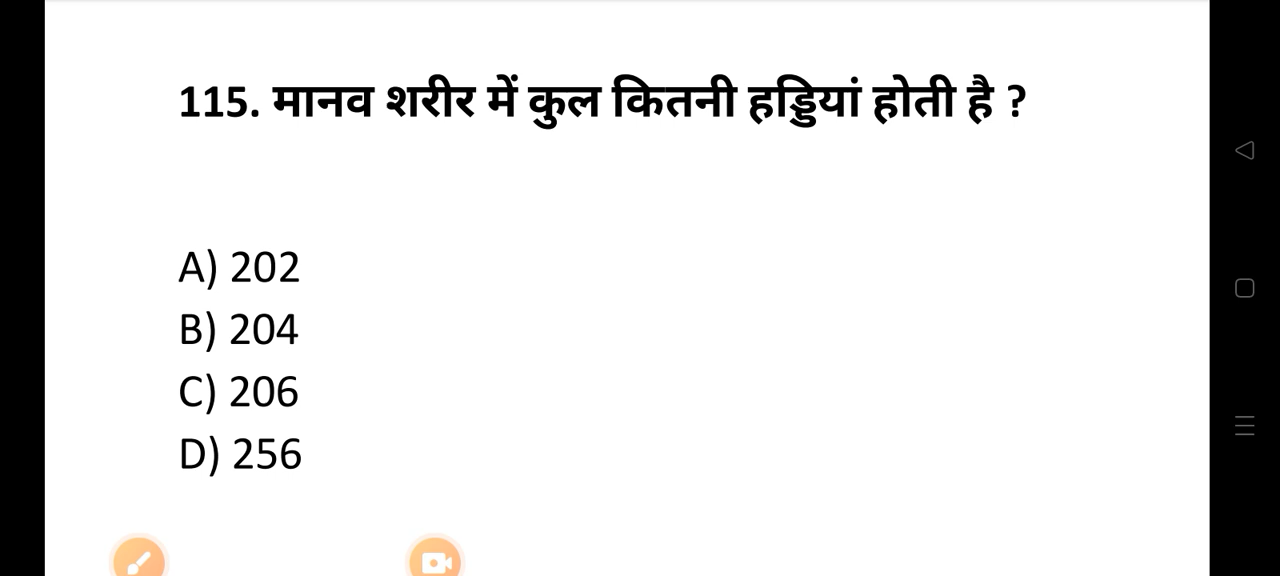 115. मानव शरीर में कुल कितनी हड्डियां होती है ?
A) 202
B) 204
C) 206
D) 256